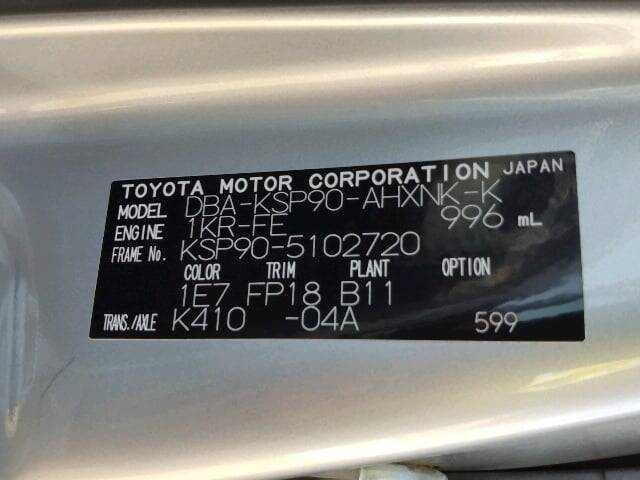 TOYOTA MOTOR CORPORATION JAPAN
MODEL DBA-KSP90-AHXNK-K
ENGINE 1KR-FE 996 mL
FRAME No. KSP90-5102720
COLOR TRIM PLANT OPTION
1E7 FP18 B11
TRANS./AXLE K410 -04A 599